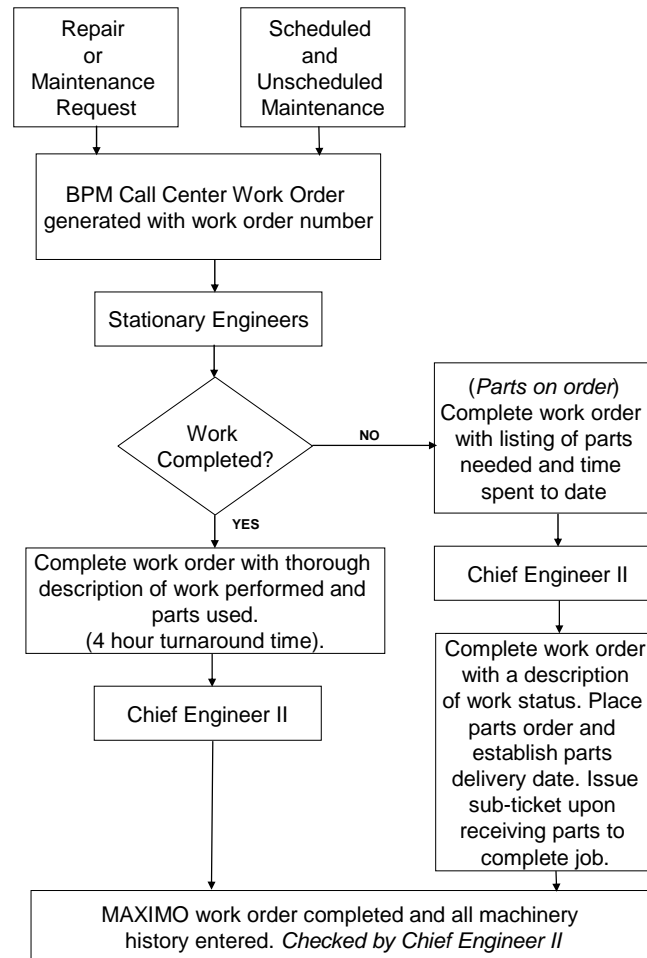 Repair
or
Maintenance
Request
Scheduled
and
Unscheduled
Maintenance
BPM Call Center Work Order
generated with work order number
Stationary Engineers
Work
Completed?
NO
(Parts on order)
Complete work order
with listing of parts
needed and time
spent to date
YES
Complete work order with thorough
description of work performed and
parts used.
(4 hour turnaround time).
Chief Engineer II
Chief Engineer II
Complete work order
with a description
of work status. Place
parts order and
establish parts
delivery date. Issue
sub-ticket upon
receiving parts to
complete job.
MAXIMO work order completed and all machinery
history entered. Checked by Chief Engineer II